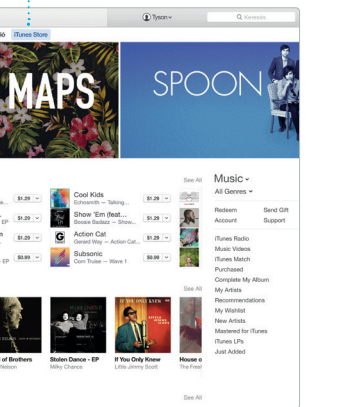 Tyson
Keresés
iTunes Store
MAPS
SPOON
See All
Music
All Genres
Redeem Send Gift
Account Support
iTunes Radio
Music Videos
iTunes Match
Purchased
Complete My Album
My Artists
Recommendations
My Wishlist
New Artists
Mastered for iTunes
iTunes LPs
Just Added
$1.29
Cool Kids
Echosmith — Talking...
$1.29
$1.29
Show 'Em (feat...
Boosie Badazz — Show...
$1.29
EP
$1.29
Action Cat
Gerard Way — Action Cat...
$1.29
$0.99
Subsonic
Com Truise — Wave 1
$0.99
EP
See All
IF YOU ONLY KNEW
of Brothers
Nelson
Stolen Dance - EP
Milky Chance
If You Only Knew
Little Jimmy Scott
House o
The Fresh
See All